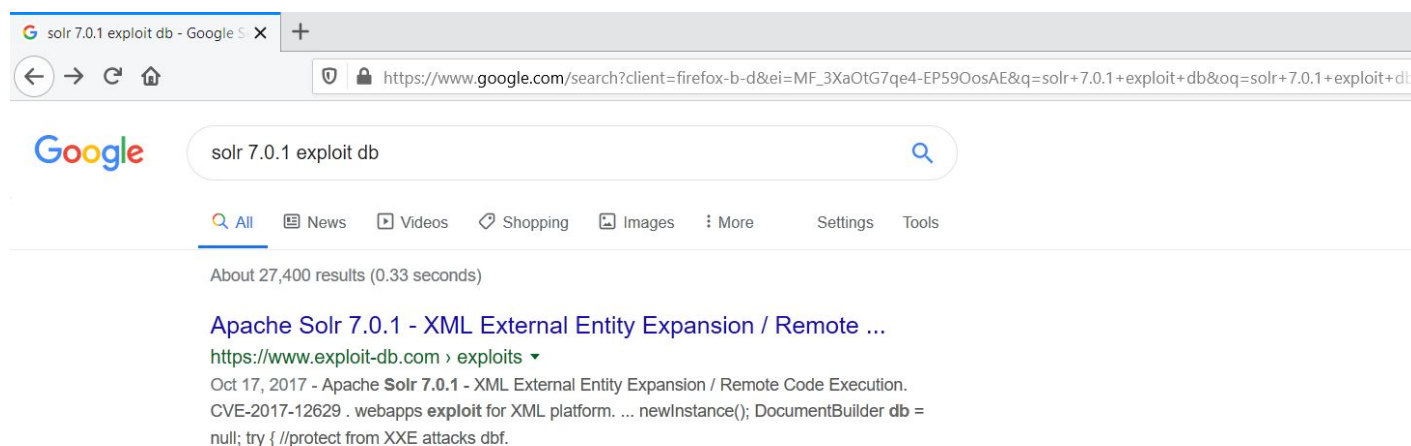 solr 7.0.1 exploit db - Google S
https://www.google.com/search?client=firefox-b-d&ei=MF_3XaOtG7qe4-EP59OosAE&q=solr+7.0.1+exploit+db&oq=solr+7.0.1+exploit+db
Google
solr 7.0.1 exploit db
All News Videos Shopping Images More Settings Tools
About 27,400 results (0.33 seconds)
Apache Solr 7.0.1 - XML External Entity Expansion / Remote ...
https://www.exploit-db.com › exploits
Oct 17, 2017 - Apache Solr 7.0.1 - XML External Entity Expansion / Remote Code Execution.
CVE-2017-12629 . webapps exploit for XML platform. ... newInstance(); DocumentBuilder db =
null; try { //protect from XXE attacks dbf.